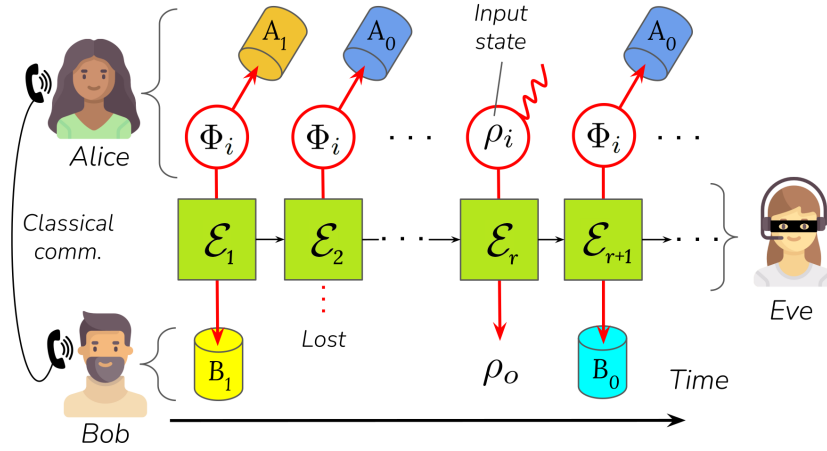 Input
state
A₁ A₀ A₀
Φᵢ Φᵢ . . . ρᵢ Φᵢ . . .
Alice
Classical
comm.
ℰ₁ ℰ₂ . . . ℰᵣ ℰᵣ₊₁ . . .
Eve
Lost
B₁ ρₒ B₀
Time
Bob